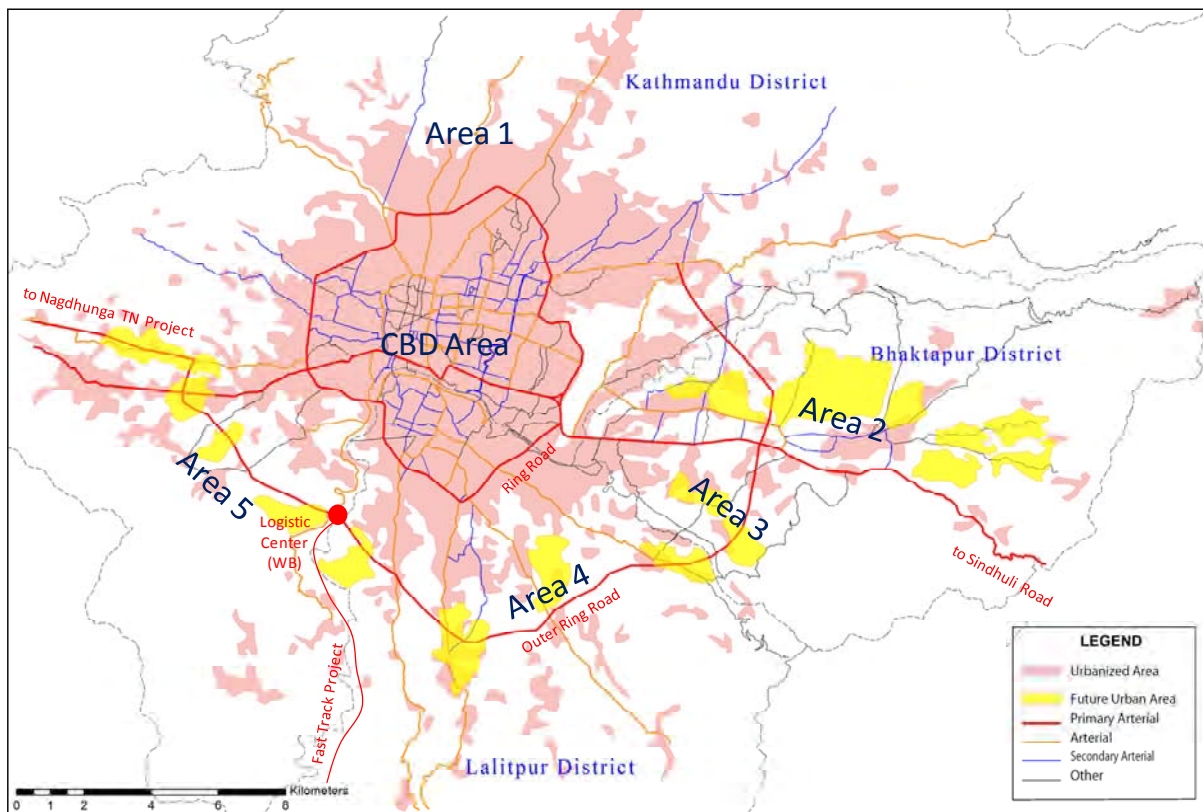 Kathmandu District
Area 1
to Nagdhunga TN Project
CBD Area
Bhaktapur District
Area 2
Ring Road
Area 5
Area 3
Logistic
Center
(WB)
Area 4
to Sindhuli Road
Outer Ring Road
Fast Track Project
Lalitpur District
LEGEND
Urbanized Area
Future Urban Area
Primary Arterial
Arterial
Secondary Arterial
Other
Kilometers
0 1 2 4 6 8